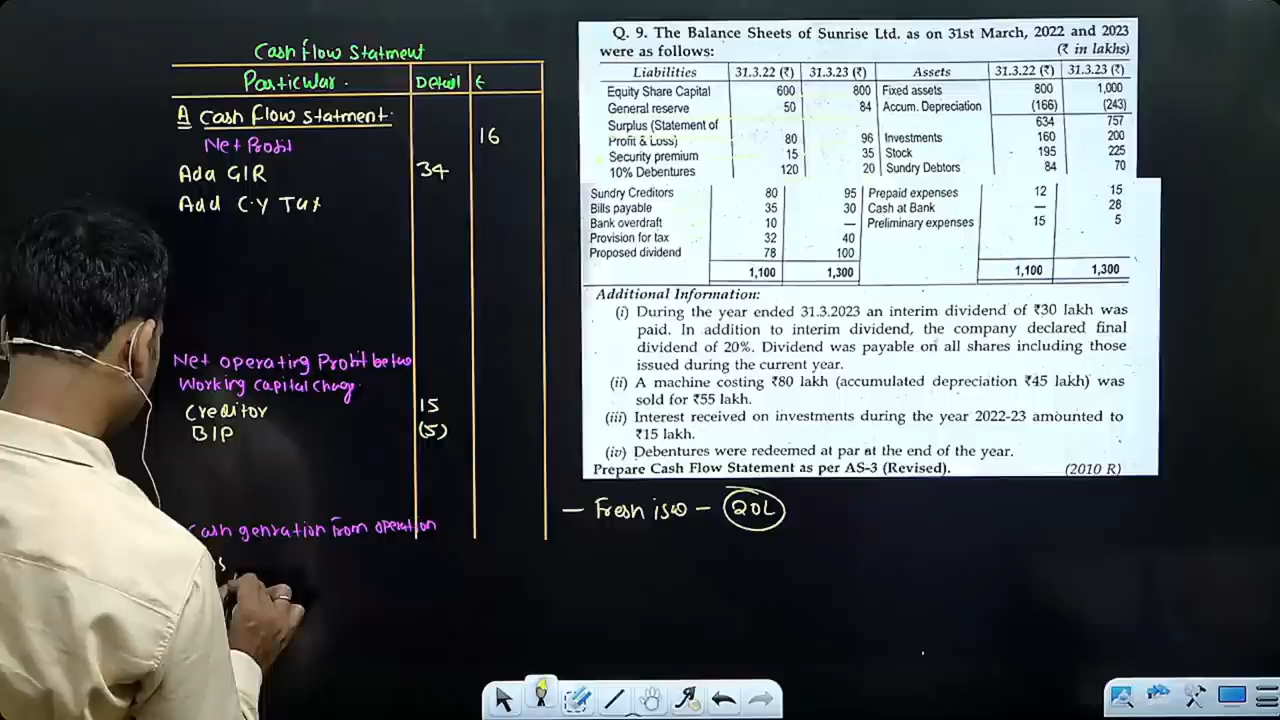 Cash flow Statment
Particular. Detail ₹
A Cash flow statment.
Net Profit 16
Add GIR 34
Add C.Y Tax
Net operating Profit before
Working capital change.
Creditor 15
BIP (5)
Cash genration from operation
— Fresh — 20L
Q. 9. The Balance Sheets of Sunrise Ltd. as on 31st March, 2022 and 2023
were as follows: (₹ in lakhs)
Liabilities 31.3.22 (₹) 31.3.23 (₹) Assets 31.3.22 (₹) 31.3.23 (₹)
Equity Share Capital 600 800 Fixed assets 800 1,000
General reserve 50 84 Accum. Depreciation (166) (243)
Surplus (Statement of 634 757
Profit & Loss) 80 96 Investments 160 200
Security premium 15 35 Stock 195 225
10% Debentures 120 20 Sundry Debtors 84 70
Sundry Creditors 80 95 Prepaid expenses 12 15
Bills payable 35 30 Cash at Bank — 28
Bank overdraft 10 — Preliminary expenses 15 5
Provision for tax 32 40
Proposed dividend 78 100
1,100 1,300 1,100 1,300
Additional Information:
(i) During the year ended 31.3.2023 an interim dividend of ₹30 lakh was
paid. In addition to interim dividend, the company declared final
dividend of 20%. Dividend was payable on all shares including those
issued during the current year.
(ii) A machine costing ₹80 lakh (accumulated depreciation ₹45 lakh) was
sold for ₹55 lakh.
(iii) Interest received on investments during the year 2022-23 amounted to
₹15 lakh.
(iv) Debentures were redeemed at par at the end of the year.
Prepare Cash Flow Statement as per AS-3 (Revised). (2010 R)